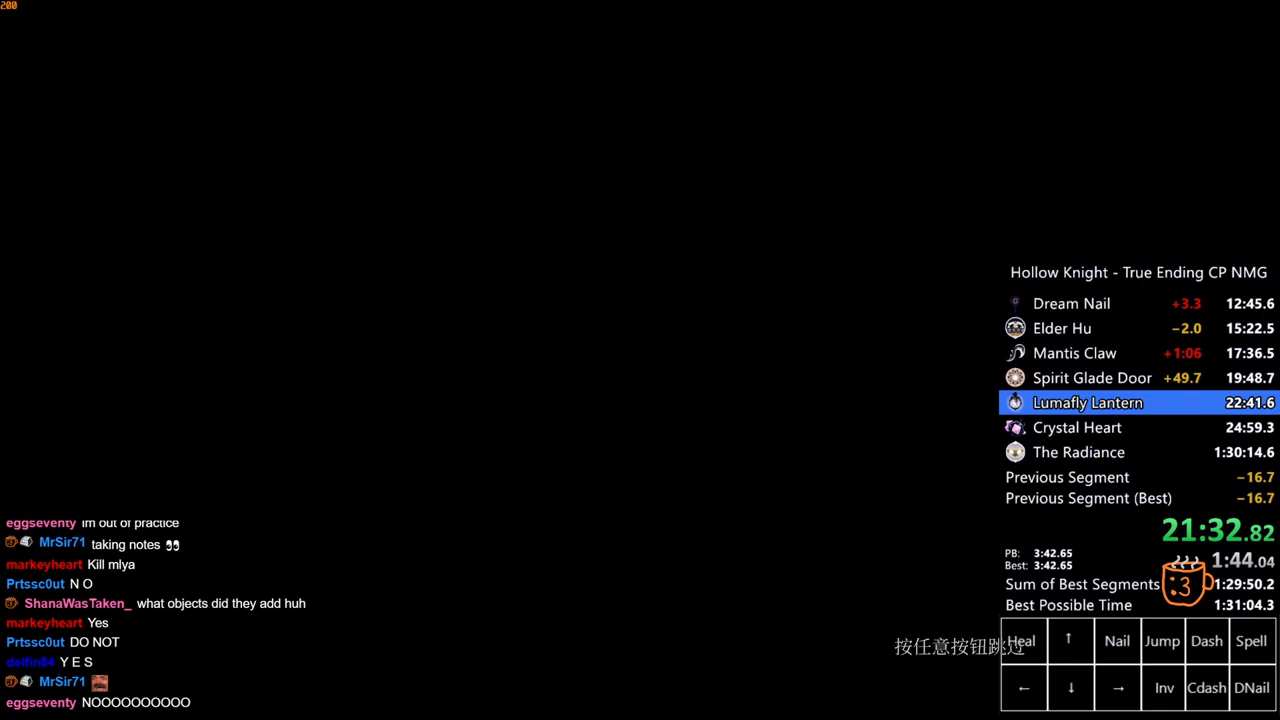 200
Hollow Knight - True Ending CP NMG
Dream Nail +3.3 12:45.6
Elder Hu −2.0 15:22.5
Mantis Claw +1:06 17:36.5
Spirit Glade Door +49.7 19:48.7
Lumafly Lantern 22:41.6
Crystal Heart 24:59.3
The Radiance 1:30:14.6
Previous Segment −16.7
Previous Segment (Best) −16.7
21:32.82
PB: 3:42.65
Best: 3:42.65
1:44.04
Sum of Best Segments 1:29:50.2
Best Possible Time 1:31:04.3
按任意按钮跳过
Heal ↑ Nail Jump Dash Spell
← ↓ → Inv Cdash DNail
eggseventy im out of practice
MrSir71 taking notes 👀
markeyheart Kill mlya
Prtssc0ut N O
ShanaWasTaken_ what objects did they add huh
markeyheart Yes
Prtssc0ut DO NOT
delfin84 Y E S
MrSir71
eggseventy NOOOOOOOOOO